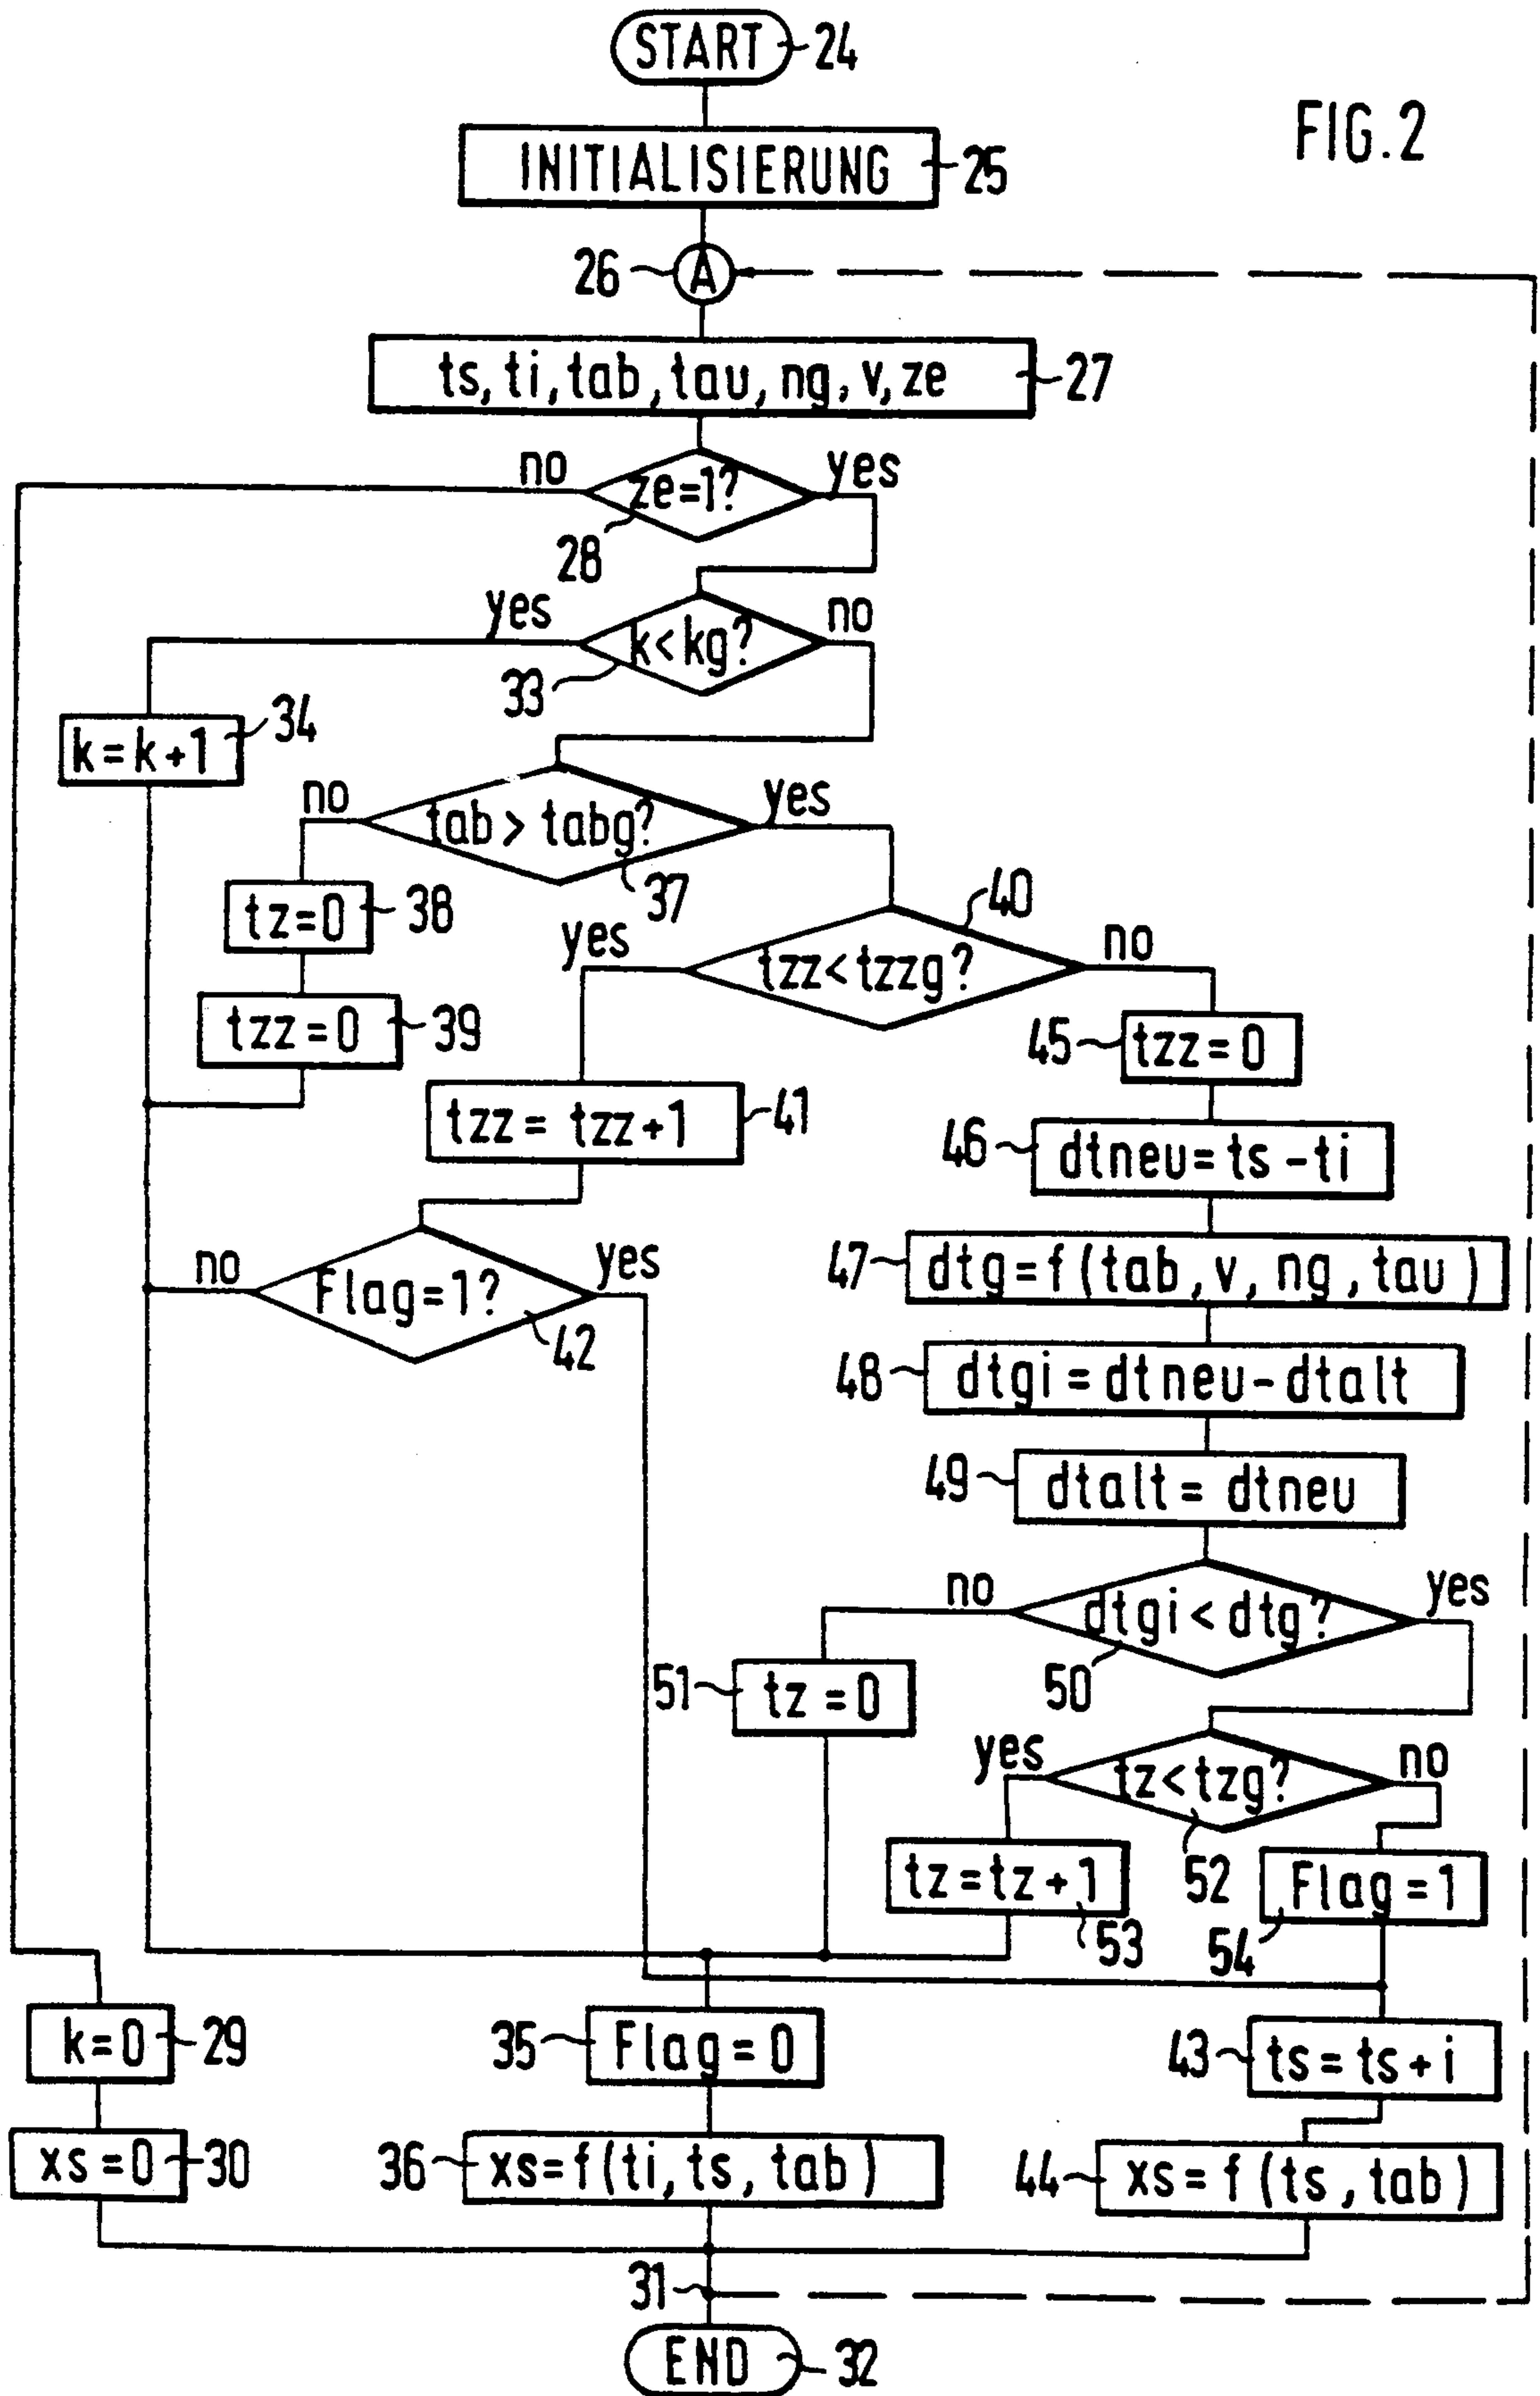 START 24
FIG.2
INITIALISIERUNG 25
26 A
ts, ti, tab, tau, ng, v, ze 27
no yes
ze=1?
28
yes no
k<kg?
33
34
k=k+1
no yes
tab > tabg?
37
40
tz=0 38
yes no
tzz<tzzg?
tzz=0 39
45 tzz=0
tzz= tzz+1 41
46 dtneu=ts-ti
no yes
Flag=1?
42
47 dtg=f(tab, v, ng, tau)
48 dtgi=dtneu-dtalt
49 dtalt = dtneu
no yes
dtgi<dtg?
50
51 tz=0
yes no
tz<tzg?
52
tz=tz+1
53
Flag=1
54
k=0 29
35 Flag=0
43 ts=ts+i
xs=0 30
36 xs=f(ti, ts, tab)
44 xs=f(ts, tab)
31
END 32